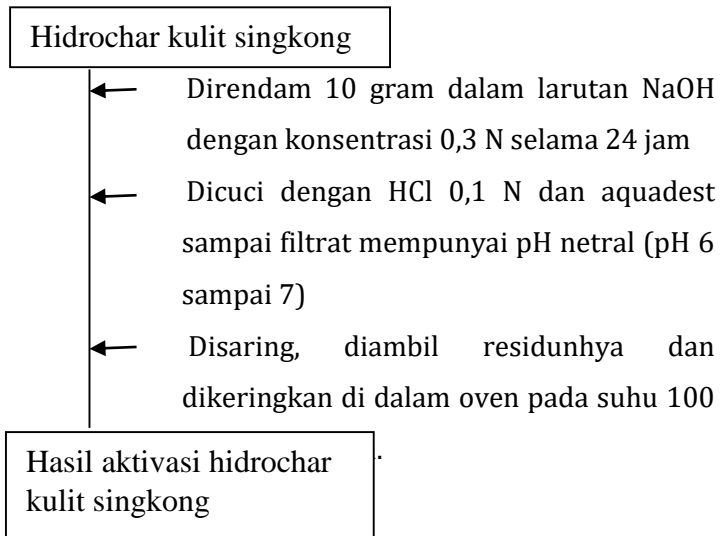 Hidrochar kulit singkong
Direndam 10 gram dalam larutan NaOH
dengan konsentrasi 0,3 N selama 24 jam
Dicuci dengan HCl 0,1 N dan aquadest
sampai filtrat mempunyai pH netral (pH 6
sampai 7)
Disaring, diambil residunhya dan
dikeringkan di dalam oven pada suhu 100
.
Hasil aktivasi hidrochar
kulit singkong